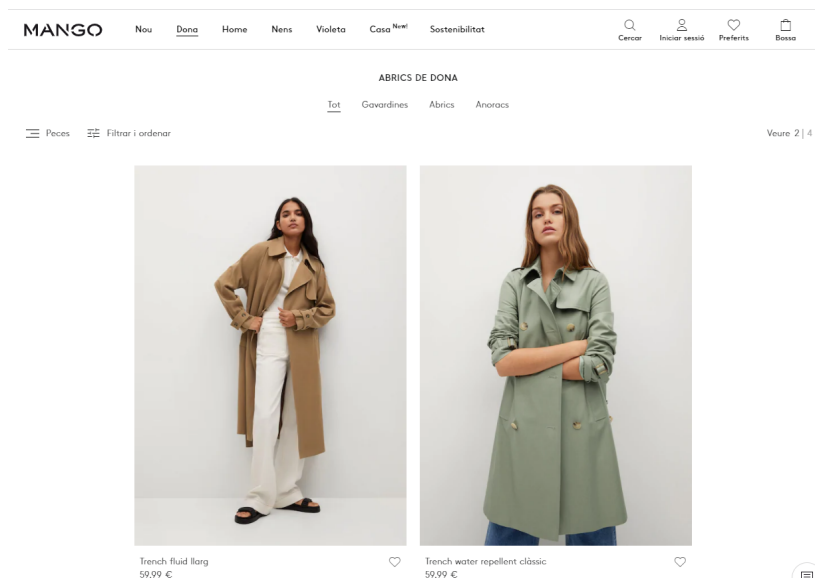 MANGO Nou Dona Home Nens Violeta Casa New! Sostenibilitat Cercar Iniciar sessió Preferits Bossa
ABRICS DE DONA
Tot Gavardines Abrics Anoracs
Peces Filtrar i ordenar Veure 2 | 4
Trench fluid llarg
59,99 €
Trench water repellent clàssic
59,99 €